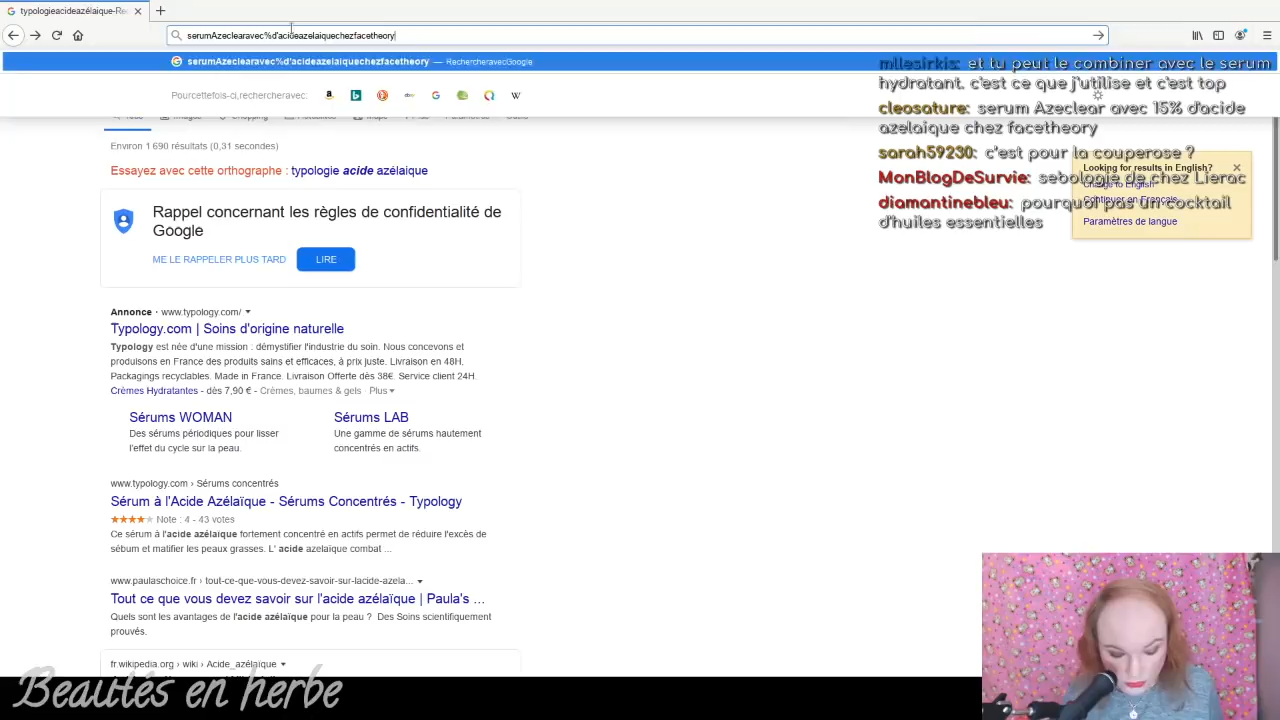 typologieacideazélaique-Re
serumAzeclearavec%d'acideazelaiquechezfacetheory
serumAzeclearavec%d'acideazelaiquechezfacetheory — RechercheravecGoogle
Pourcettefois-ci,rechercheravec:
Environ 1 690 résultats (0,31 secondes)
Essayez avec cette orthographe : typologie acide azélaique
Rappel concernant les règles de confidentialité de
Google
ME LE RAPPELER PLUS TARD LIRE
Annonce · www.typology.com/
Typology.com | Soins d'origine naturelle
Typology est née d'une mission : démystifier l'industrie du soin. Nous concevons et
produisons en France des produits sains et efficaces, à prix juste. Livraison en 48H.
Packagings recyclables. Made in France. Livraison Offerte dès 38€. Service client 24H.
Crèmes Hydratantes - dès 7,90 € - Crèmes, baumes & gels · Plus
Sérums WOMAN Sérums LAB
Des sérums périodiques pour lisser Une gamme de sérums hautement
l'effet du cycle sur la peau. concentrés en actifs.
www.typology.com › Sérums concentrés
Sérum à l'Acide Azélaïque - Sérums Concentrés - Typology
Note : 4 - 43 votes
Ce sérum à l'acide azélaïque fortement concentré en actifs permet de réduire l'excès de
sébum et matifier les peaux grasses. L' acide azelaïque combat ...
www.paulaschoice.fr › tout-ce-que-vous-devez-savoir-sur-lacide-azela...
Tout ce que vous devez savoir sur l'acide azélaïque | Paula's ...
Quels sont les avantages de l'acide azélaïque pour la peau ? Des Soins scientifiquement
prouvés.
fr.wikipedia.org › wiki › Acide_azélaïque
mllesirkis: et tu peut le combiner avec le serum
hydratant. c'est ce que j'utilise et c'est top
cleosature: serum Azeclear avec 15% d'acide
azelaique chez facetheory
sarah59230: c'est pour la couperose ?
MonBlogDeSurvie: sebologie de chez Lierac
diamantinebleu: pourquoi pas un cocktail
d'huiles essentielles
Looking for results in English?
Change to English
Continuer en Français
Paramètres de langue
Beautés en herbe